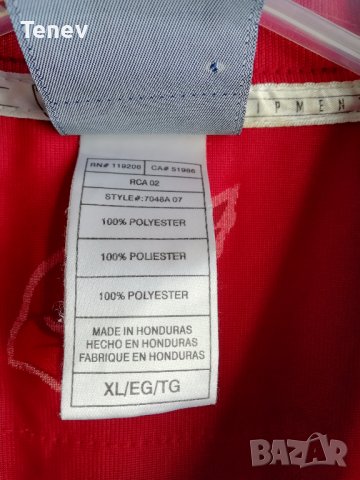 Tenev
IPMEN
RN# 119206 CA# 51986
RCA 02
STYLE#:7048A 07
100% POLYESTER
100% POLIESTER
100% POLYESTER
MADE IN HONDURAS
HECHO EN HONDURAS
FABRIQUE EN HONDURAS
XL/EG/TG
BAZAR